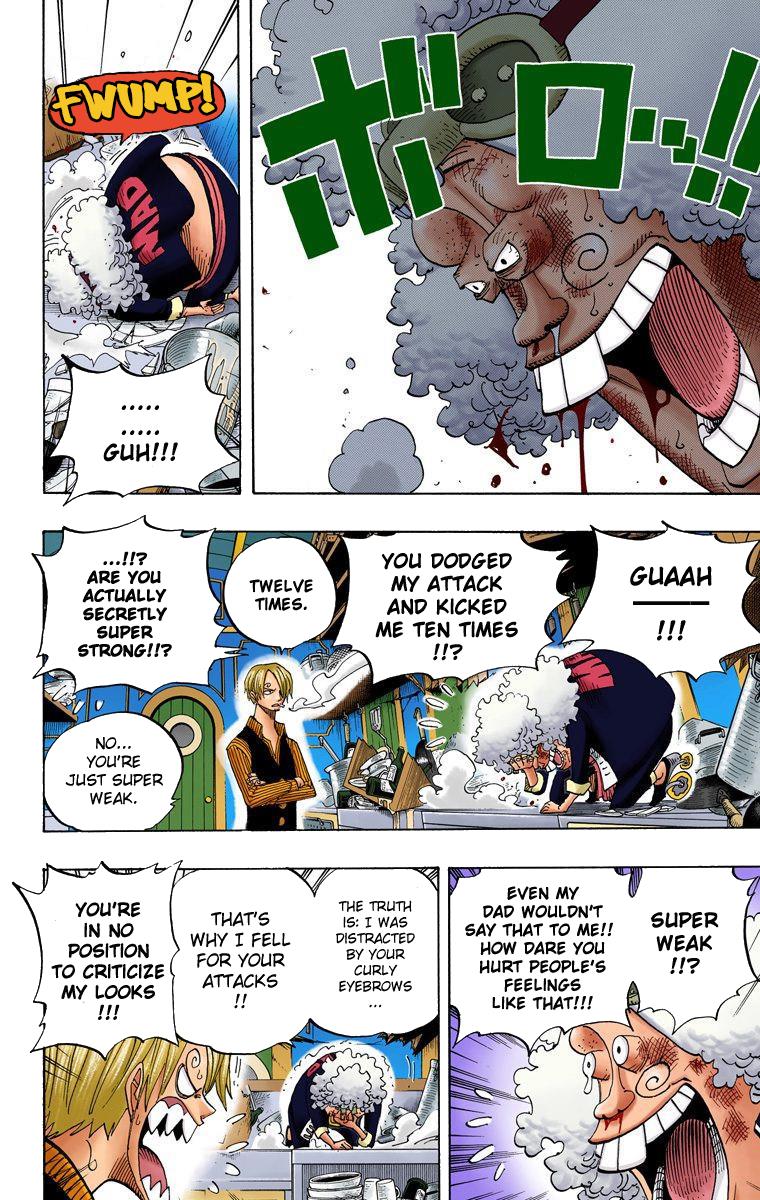 ボロッ!!
FWUMP!
MAD
.....
.....
GUH!!!
GUAAH
!!!
YOU DODGED
MY ATTACK
AND KICKED
ME TEN TIMES
!!?
TWELVE
TIMES.
...!!?
ARE YOU
ACTUALLY
SECRETLY
SUPER
STRONG!!?
NO...
YOU'RE
JUST SUPER
WEAK.
SUPER
WEAK
!!?
EVEN MY
DAD WOULDN'T
SAY THAT TO ME!!
HOW DARE YOU
HURT PEOPLE'S
FEELINGS
LIKE THAT!!!
THE TRUTH
IS: I WAS
DISTRACTED
BY YOUR
CURLY
EYEBROWS
...
THAT'S
WHY I FELL
FOR YOUR
ATTACKS
!!
YOU'RE
IN NO
POSITION
TO CRITICIZE
MY LOOKS
!!!